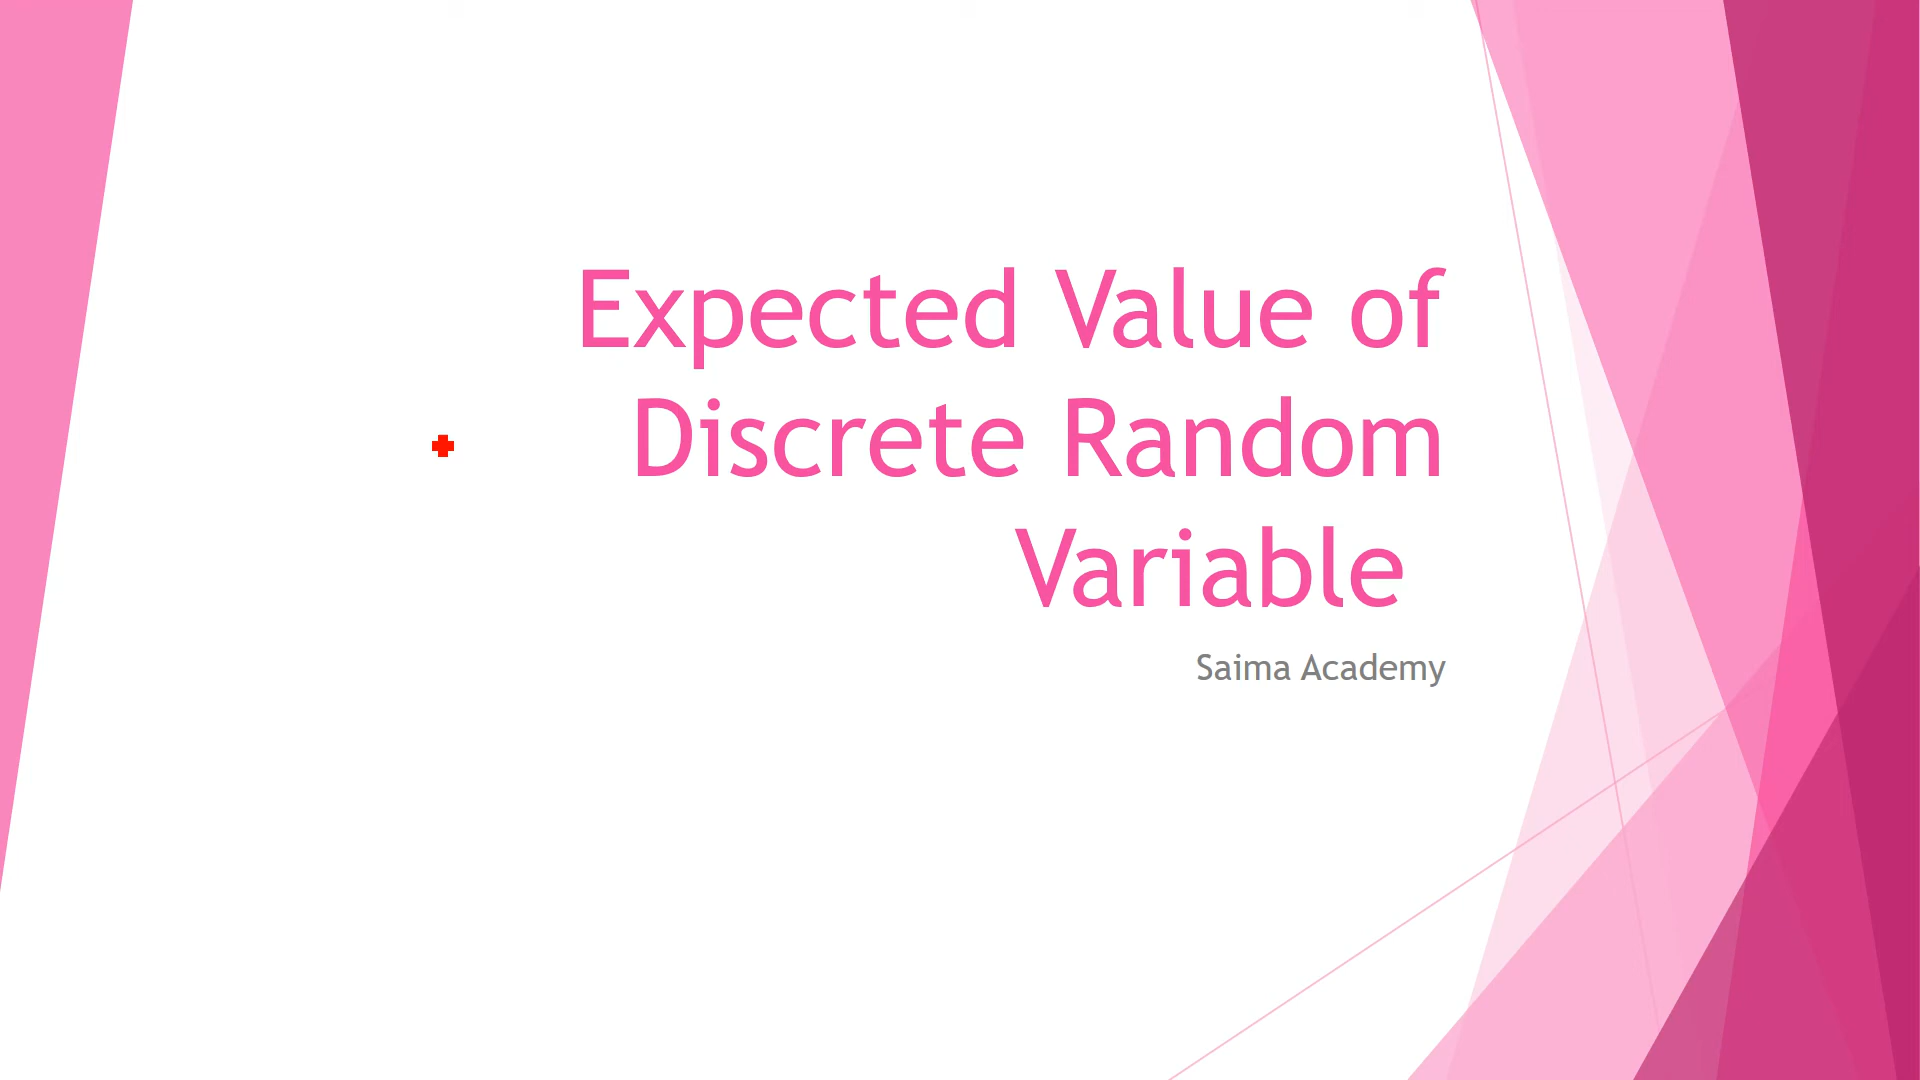 Expected Value of
Discrete Random
Variable
Saima Academy